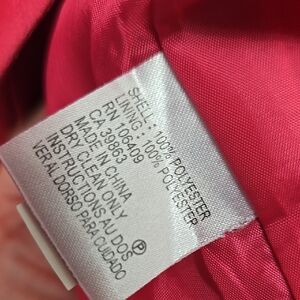 SHELL : 100% POLYESTER
LINING : 100% POLYESTER
RN 106409
CA 39863
MADE IN CHINA
DRY CLEAN ONLY
INSTRUCTIONS AU DOS
VER AL DORSO PARA CUIDADO
P